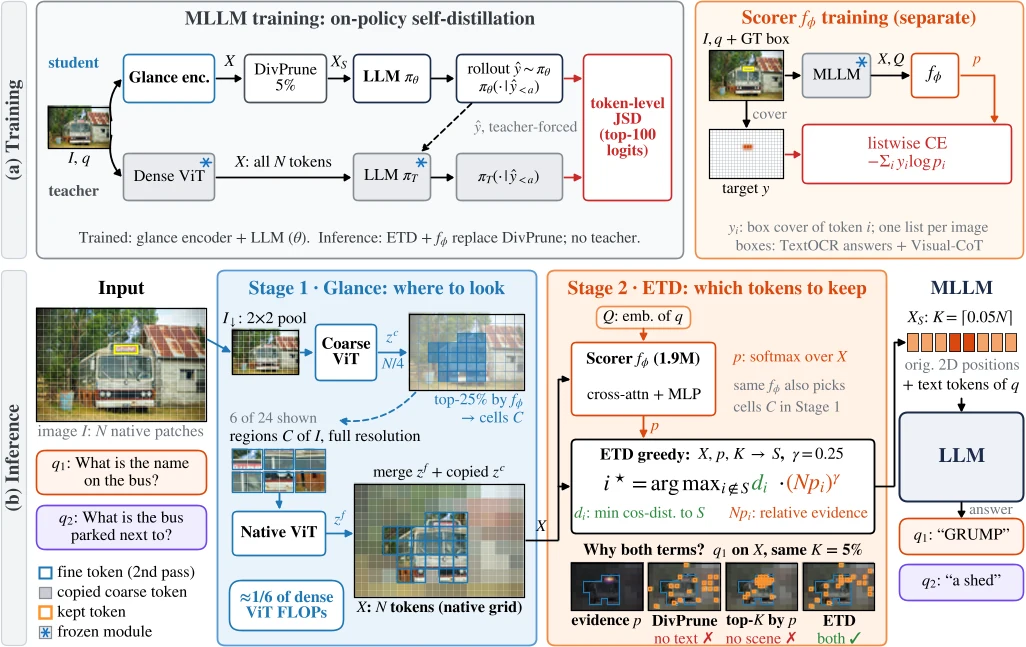 (a) Training
MLLM training: on-policy self-distillation
student
I, q
teacher
Glance enc.
X
DivPrune
5%
X_S
LLM π_θ
rollout ŷ ~ π_θ
π_θ(·|ŷ_{<a})
ŷ, teacher-forced
Dense ViT
X: all N tokens
LLM π_T
π_T(·|ŷ_{<a})
token-level
JSD
(top-100
logits)
Trained: glance encoder + LLM (θ). Inference: ETD + f_ϕ replace DivPrune; no teacher.
Scorer f_ϕ training (separate)
I, q + GT box
MLLM
X, Q
f_ϕ
p
cover
target y
listwise CE
−Σ_i y_i log p_i
y_i: box cover of token i; one list per image
boxes: TextOCR answers + Visual-CoT
(b) Inference
Input
image I: N native patches
q₁: What is the name
on the bus?
q₂: What is the bus
parked next to?
fine token (2nd pass)
copied coarse token
kept token
frozen module
Stage 1 · Glance: where to look
I↓: 2×2 pool
Coarse
ViT
z^c
N/4
top-25% by f_ϕ
→ cells C
6 of 24 shown
regions C of I, full resolution
Native ViT
z^f
merge z^f + copied z^c
≈1/6 of dense
ViT FLOPs
X: N tokens (native grid)
X
Stage 2 · ETD: which tokens to keep
Q: emb. of q
Scorer f_ϕ (1.9M)
cross-attn + MLP
p: softmax over X
same f_ϕ also picks
cells C in Stage 1
p
ETD greedy: X, p, K → S, γ=0.25
i⋆ = arg max_{i∉S} d_i ·(Np_i)^γ
d_i: min cos-dist. to S
Np_i: relative evidence
Why both terms? q₁ on X, same K = 5%
evidence p
DivPrune
no text ✗
top-K by p
no scene ✗
ETD
both ✓
MLLM
X_S: K=⌈0.05N⌉
orig. 2D positions
+ text tokens of q
LLM
answer
q₁: “GRUMP”
q₂: “a shed”